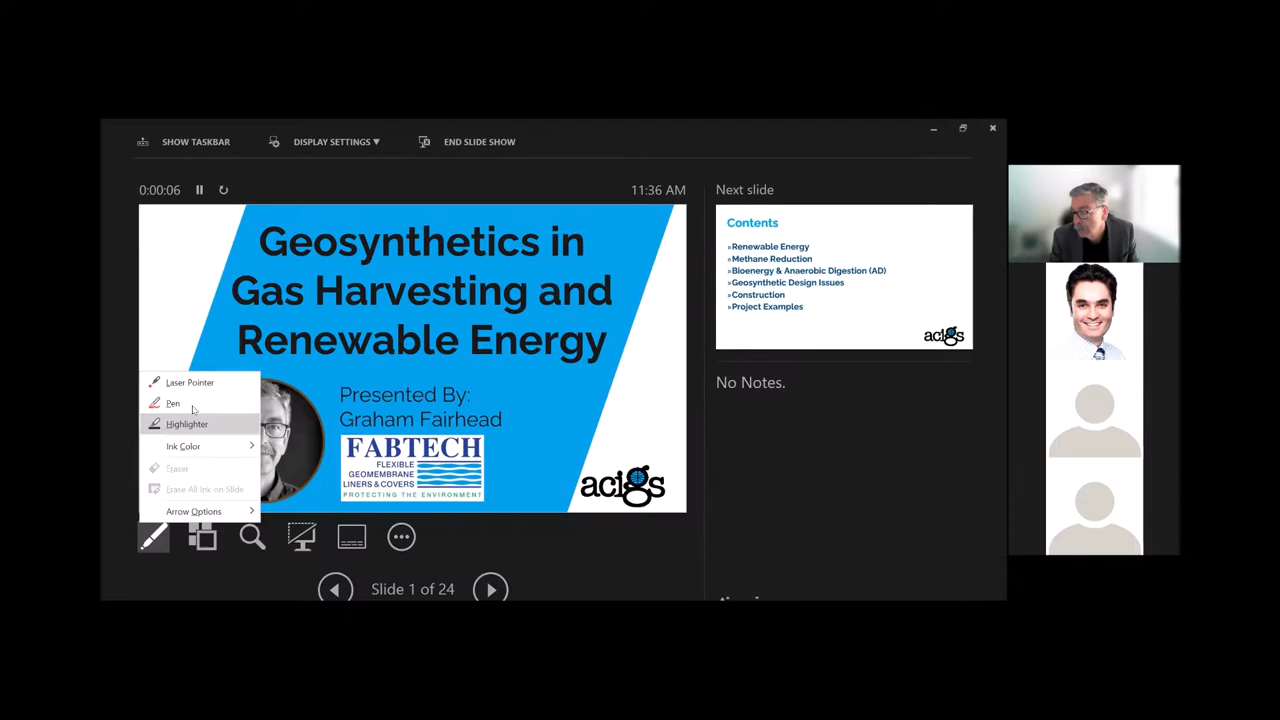 SHOW TASKBAR
DISPLAY SETTINGS ▼
END SLIDE SHOW
0:00:06
11:36 AM
Next slide
Geosynthetics in
Gas Harvesting and
Renewable Energy
Presented By:
Graham Fairhead
FABTECH
FLEXIBLE
GEOMEMBRANE
LINERS & COVERS
PROTECTING THE ENVIRONMENT
acigs
Laser Pointer
Pen
Highlighter
Ink Color
Eraser
Erase All Ink on Slide
Arrow Options
Slide 1 of 24
Contents
»Renewable Energy
»Methane Reduction
»Bioenergy & Anaerobic Digestion (AD)
»Geosynthetic Design Issues
»Construction
»Project Examples
acigs
No Notes.